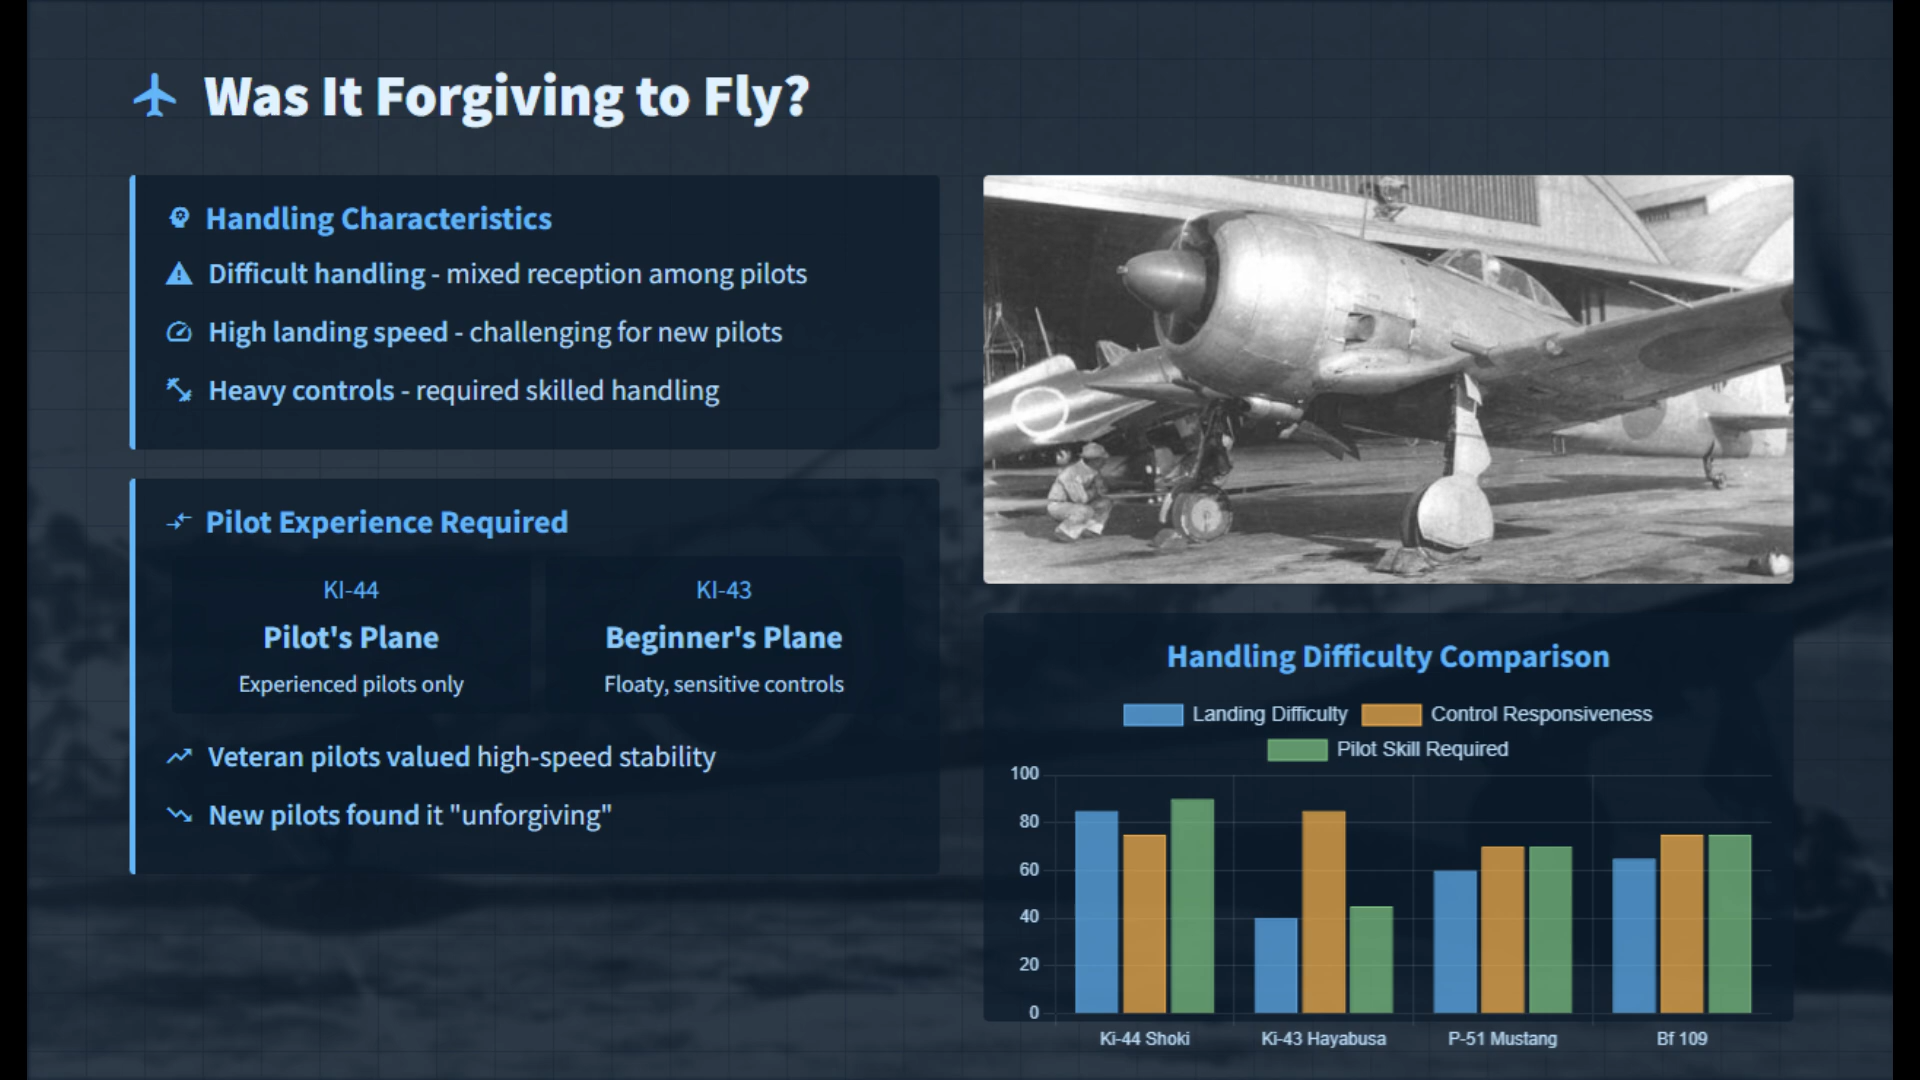 Was It Forgiving to Fly?
Handling Characteristics
Difficult handling - mixed reception among pilots
High landing speed - challenging for new pilots
Heavy controls - required skilled handling
Pilot Experience Required
KI-44
Pilot's Plane
Experienced pilots only
KI-43
Beginner's Plane
Floaty, sensitive controls
Veteran pilots valued high-speed stability
New pilots found it "unforgiving"
Handling Difficulty Comparison
Landing Difficulty Control Responsiveness
Pilot Skill Required
100
80
60
40
20
0
Ki-44 Shoki Ki-43 Hayabusa P-51 Mustang Bf 109